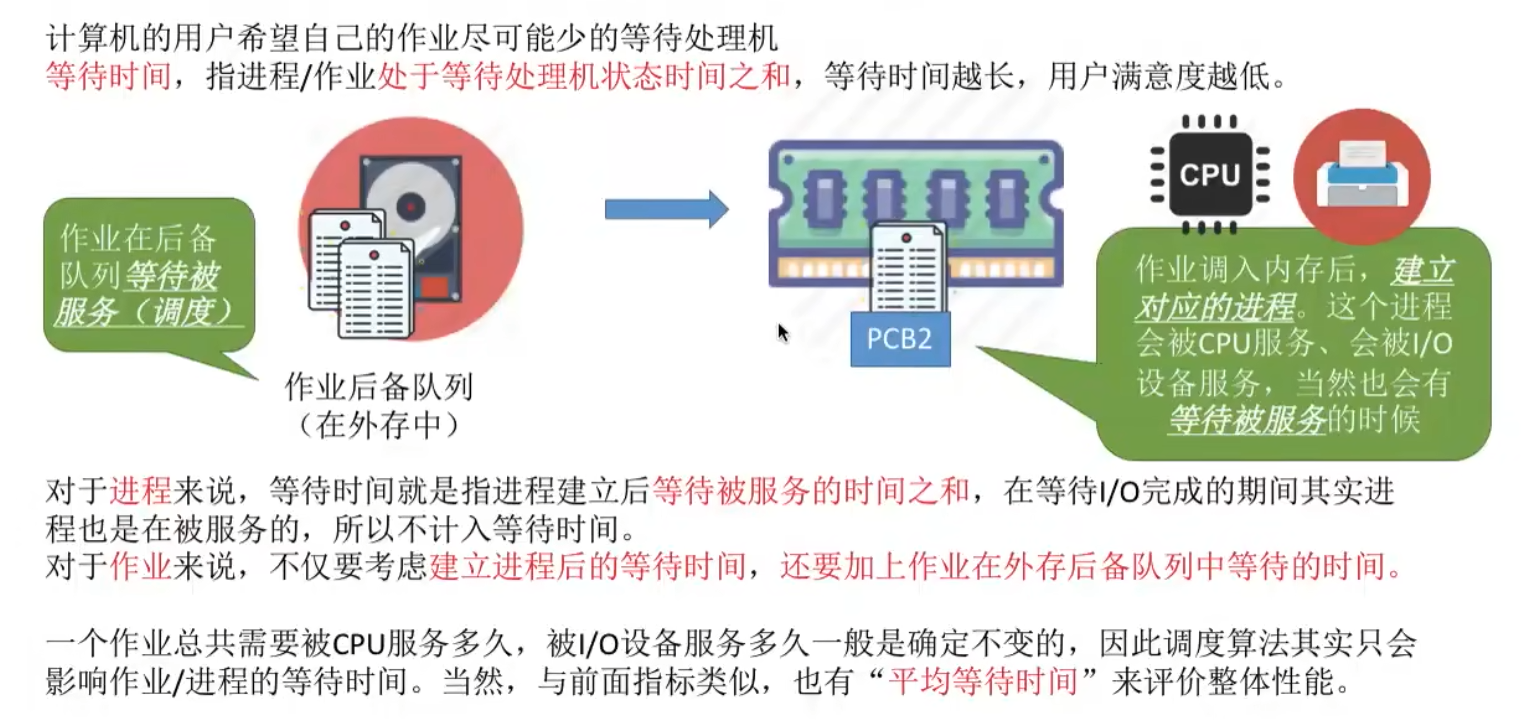 计算机的用户希望自己的作业尽可能少的等待处理机
等待时间，指进程/作业处于等待处理机状态时间之和，等待时间越长，用户满意度越低。
作业在后备
队列等待被
服务（调度）
作业后备队列
（在外存中）
PCB2
CPU
作业调入内存后，建立
对应的进程。这个进程
会被CPU服务、会被I/O
设备服务，当然也会有
等待被服务的时候
对于进程来说，等待时间就是指进程建立后等待被服务的时间之和，在等待I/O完成的期间其实进
程也是在被服务的，所以不计入等待时间。
对于作业来说，不仅要考虑建立进程后的等待时间，还要加上作业在外存后备队列中等待的时间。
一个作业总共需要被CPU服务多久，被I/O设备服务多久一般是确定不变的，因此调度算法其实只会
影响作业/进程的等待时间。当然，与前面指标类似，也有“平均等待时间”来评价整体性能。